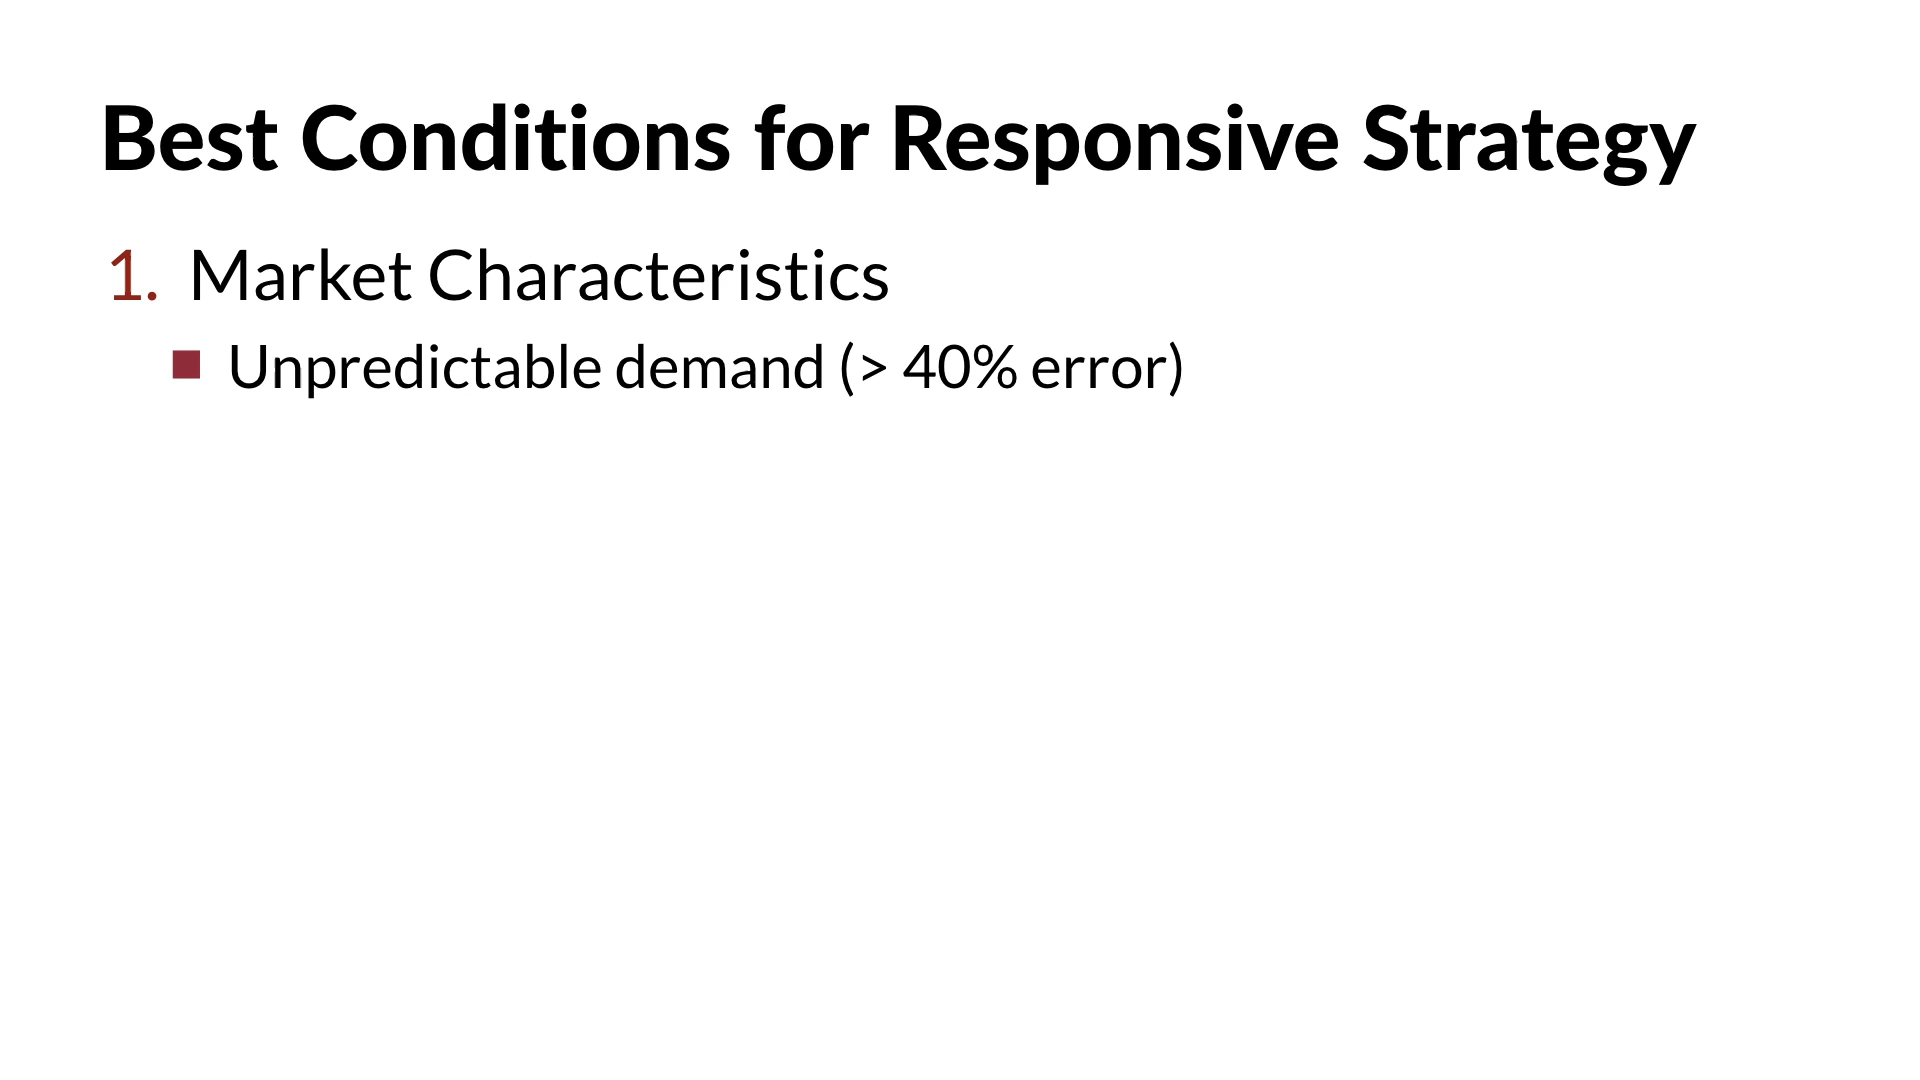 Best Conditions for Responsive Strategy
1. Market Characteristics
■ Unpredictable demand (> 40% error)